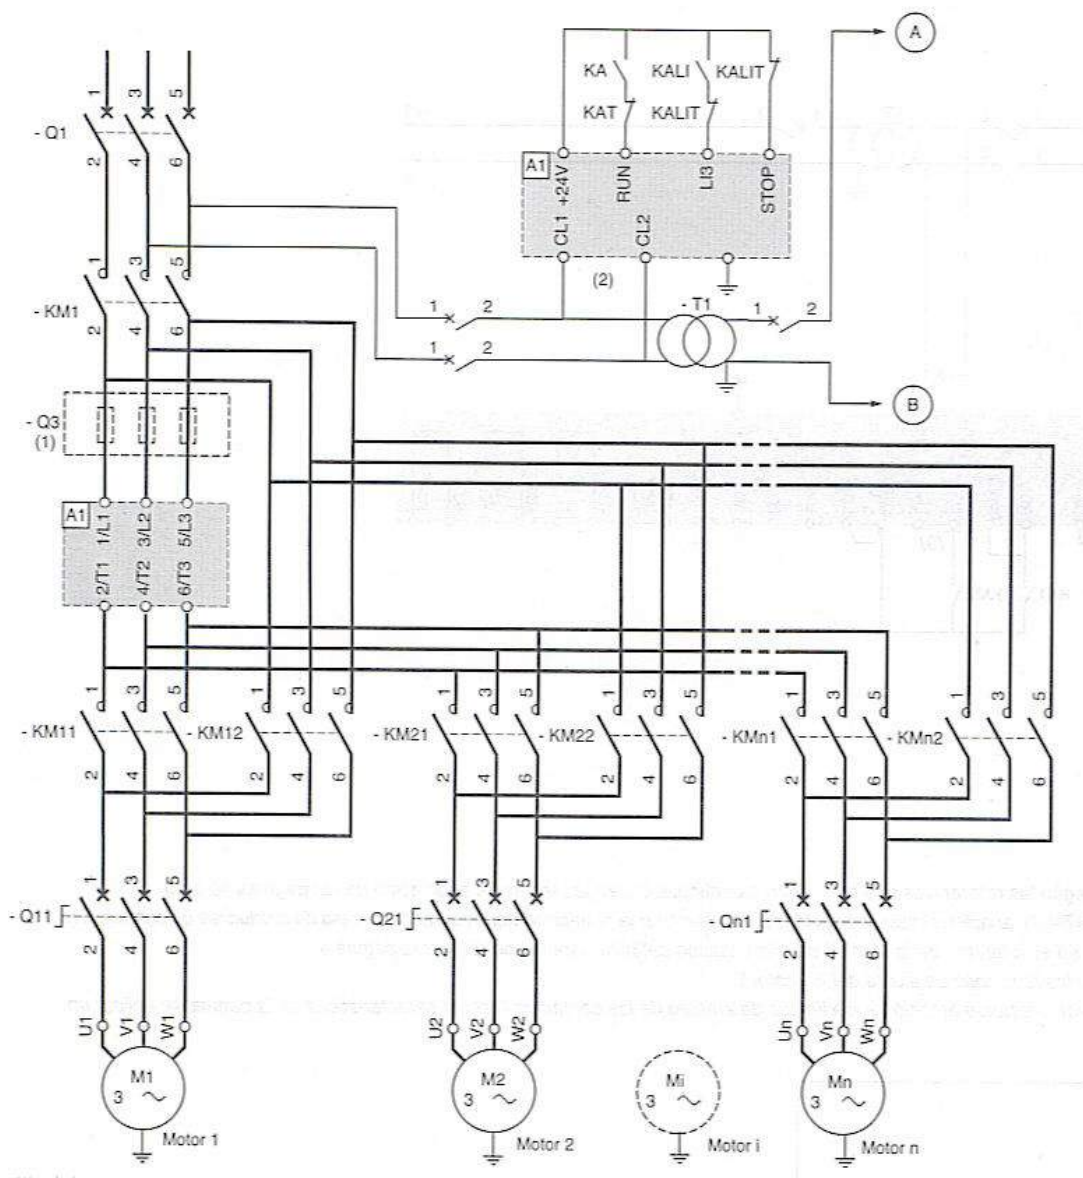 A
KA KALI KALIT
KAT KALIT
1 3 5
- Q1
2 4 6
A1
+24V RUN LI3 STOP
CL1 CL2
(2)
1 3 5
- KM1
2 4 6
1 2
1 2
- T1
1 2
B
- Q3
(1)
A1
1/L1 3/L2 5/L3
2/T1 4/T2 6/T3
1 3 5 1 3 5 1 3 5 1 3 5 1 3 5 1 3 5
- KM11 - KM12 - KM21 - KM22 - KMn1 - KMn2
2 4 6 2 4 6 2 4 6 2 4 6 2 4 6 2 4 6
1 3 5 1 3 5 1 3 5
- Q11 - Q21 - Qn1
2 4 6 2 4 6 2 4 6
U1 V1 W1 U2 V2 W2 Un Vn Wn
M1 M2 Mi Mn
3 3 3 3
Motor 1 Motor 2 Motor i Motor n